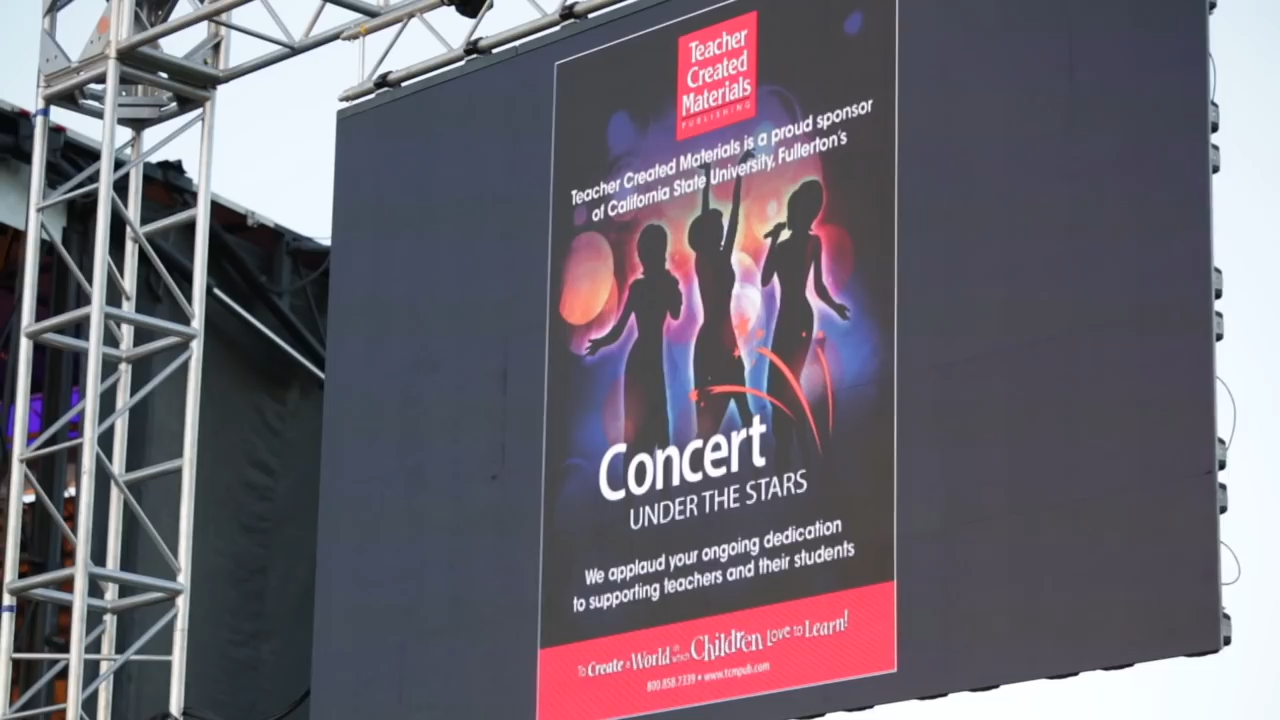 Teacher
Created
Materials
PUBLISHING
Teacher Created Materials is a proud sponsor
of California State University, Fullerton's
Concert
UNDER THE STARS
We applaud your ongoing dedication
to supporting teachers and their students
To Create a World in which Children Love to Learn!
800.858.7339 • www.tcmpub.com